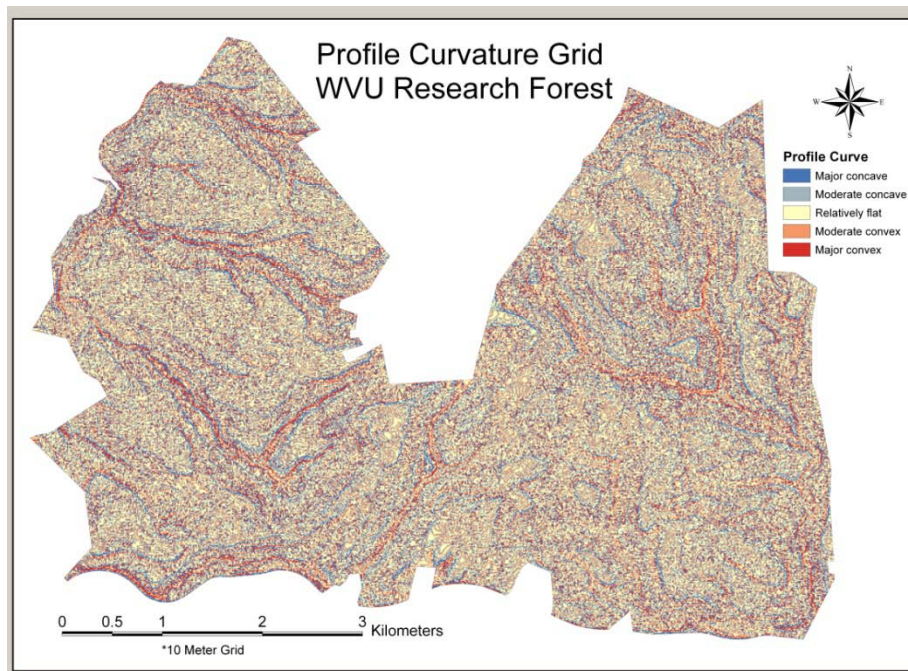 Profile Curvature Grid
WVU Research Forest
N
W E
S
Profile Curve
Major concave
Moderate concave
Relatively flat
Moderate convex
Major convex
0 0.5 1 2 3
Kilometers
*10 Meter Grid